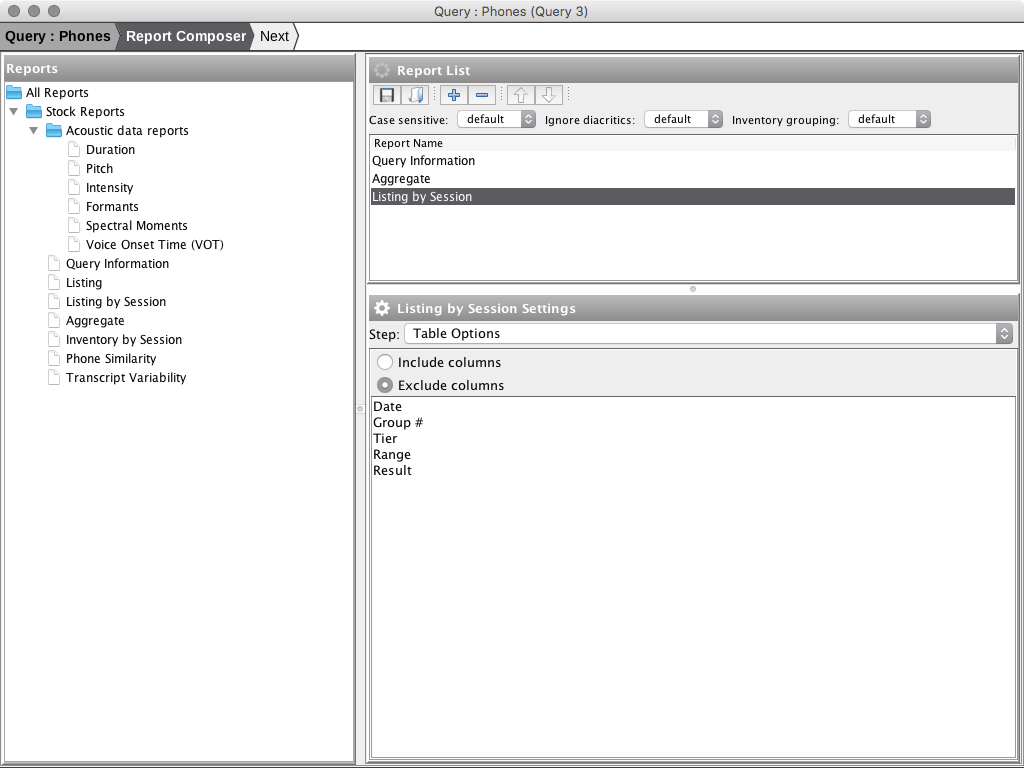 Query : Phones (Query 3)
Query : Phones Report Composer Next
Reports
All Reports
Stock Reports
Acoustic data reports
Duration
Pitch
Intensity
Formants
Spectral Moments
Voice Onset Time (VOT)
Query Information
Listing
Listing by Session
Aggregate
Inventory by Session
Phone Similarity
Transcript Variability
Report List
Case sensitive: default Ignore diacritics: default Inventory grouping: default
Report Name
Query Information
Aggregate
Listing by Session
Listing by Session Settings
Step: Table Options
Include columns
Exclude columns
Date
Group #
Tier
Range
Result